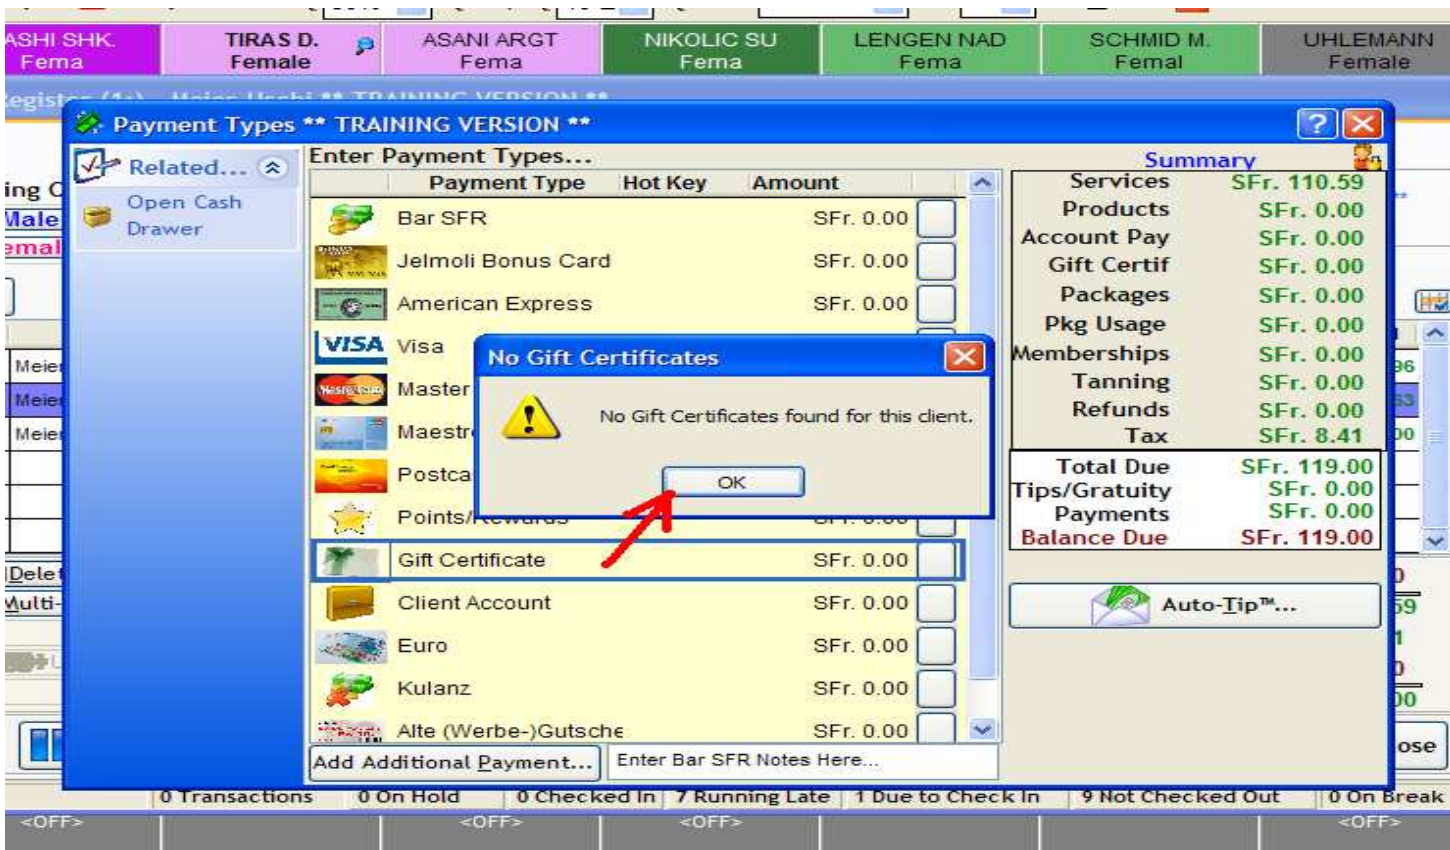 ASHI SHK.
Fema
TIRAS D.
Female
ASANI ARGT
Fema
NIKOLIC SU
Fema
LENGEN NAD
Fema
SCHMID M.
Femal
UHLEMANN
Female
Payment Types ** TRAINING VERSION **
Related...
Open Cash
Drawer
Enter Payment Types...
Payment Type Hot Key Amount
Bar SFR SFr. 0.00
Jelmoli Bonus Card SFr. 0.00
American Express SFr. 0.00
VISA Visa
Master
Maestr
Postca
Points/Rewards
Gift Certificate SFr. 0.00
Client Account SFr. 0.00
Euro SFr. 0.00
Kulanz SFr. 0.00
Alte (Werbe-)Gutsche SFr. 0.00
Add Additional Payment...
Enter Bar SFR Notes Here...
No Gift Certificates
No Gift Certificates found for this client.
OK
Summary
Services SFr. 110.59
Products SFr. 0.00
Account Pay SFr. 0.00
Gift Certif SFr. 0.00
Packages SFr. 0.00
Pkg Usage SFr. 0.00
Memberships SFr. 0.00
Tanning SFr. 0.00
Refunds SFr. 0.00
Tax SFr. 8.41
Total Due SFr. 119.00
Tips/Gratuity SFr. 0.00
Payments SFr. 0.00
Balance Due SFr. 119.00
Auto-Tip™...
ing C
Male
emal
Meier
Meier
Meier
Delet
Multi-
ose
0 Transactions
0 On Hold
0 Checked In
7 Running Late
1 Due to Check In
9 Not Checked Out
0 On Break
<OFF>
<OFF>
<OFF>
<OFF>